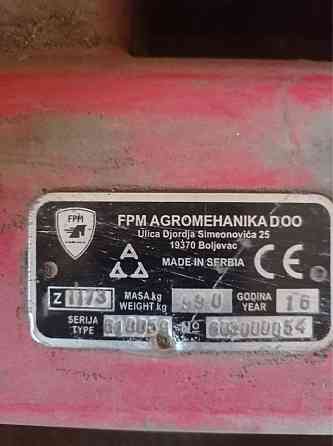 FPM
FPM AGROMEHANIKA DOO
Ulica Djordja Simeonovića 25
19370 Boljevac
MADE IN SERBIA CE
Z 1173 MASA.kg WEIGHT kg 990 GODINA YEAR 16
SERIJA TYPE Nº